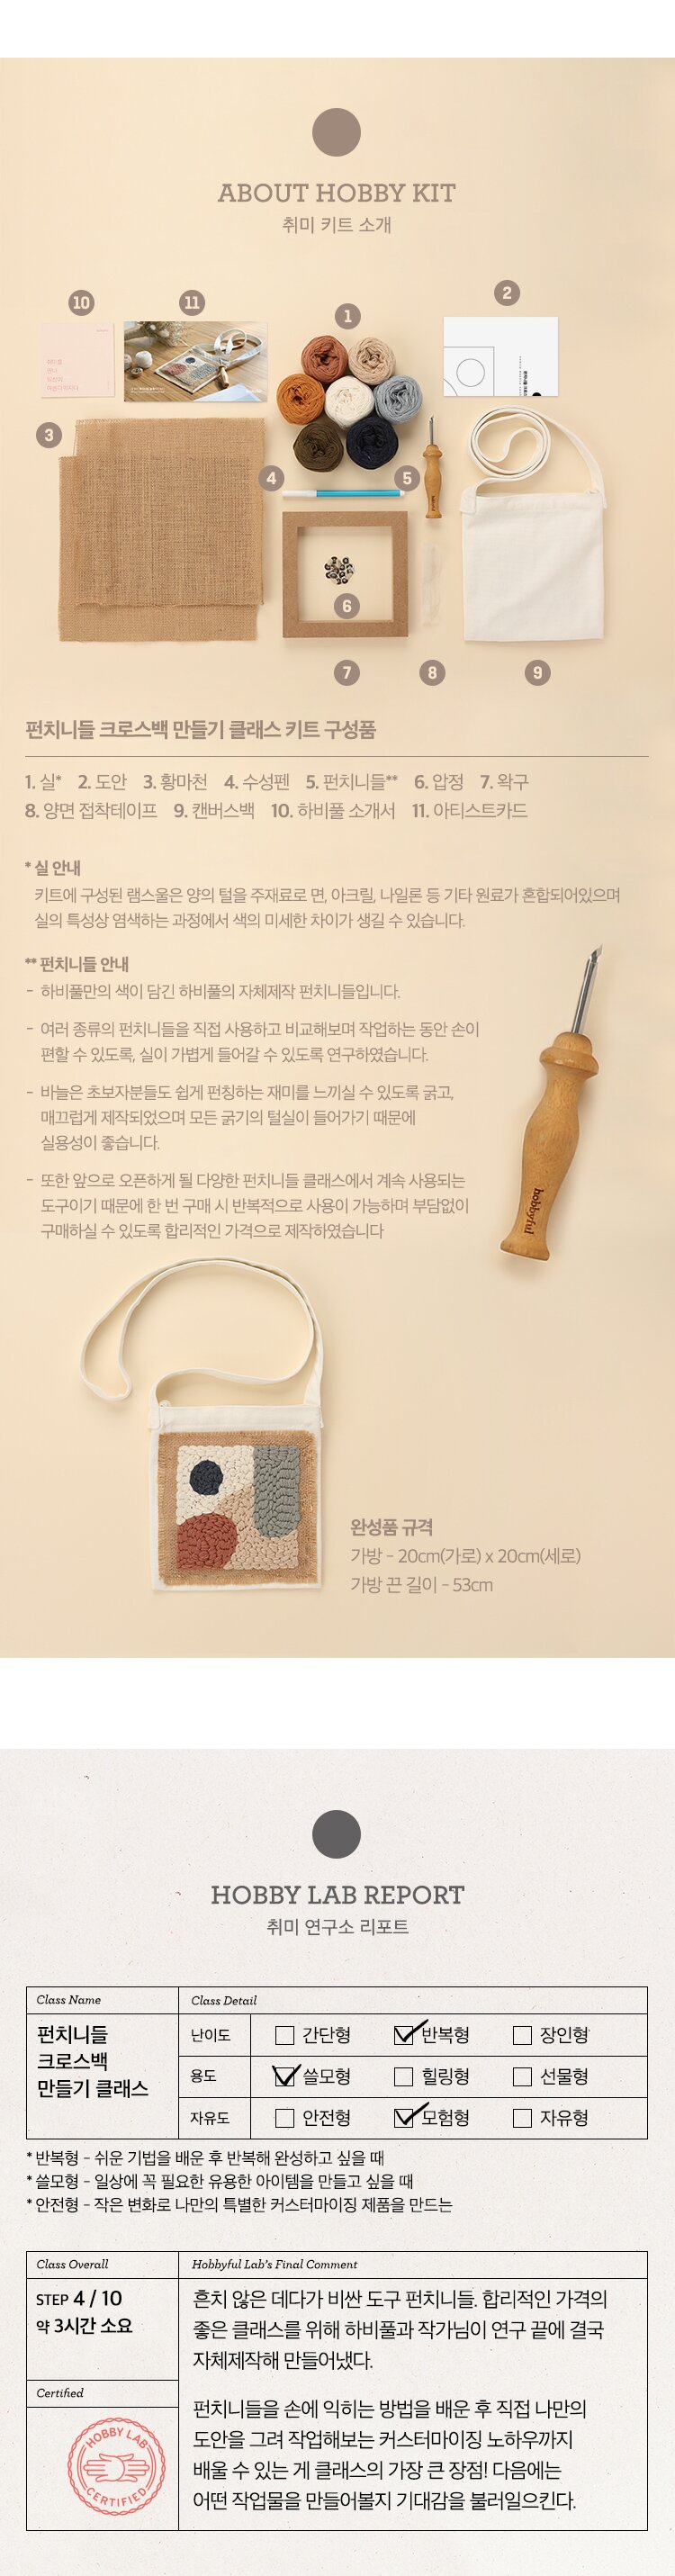 ABOUT HOBBY KIT
취미 키트 소개
10
11
1
2
3
4
5
hobbyful
6
7
8
9
펀치니들 크로스백 만들기 클래스 키트 구성품
1. 실* 2. 도안 3. 황마천 4. 수성펜 5. 펀치니들** 6. 압정 7. 왁구
8. 양면 접착테이프 9. 캔버스백 10. 하비풀 소개서 11. 아티스트카드
* 실 안내
키트에 구성된 램스울은 양의 털을 주재료로 면, 아크릴, 나일론 등 기타 원료가 혼합되어있으며
실의 특성상 염색하는 과정에서 색의 미세한 차이가 생길 수 있습니다.
** 펀치니들 안내
- 하비풀만의 색이 담긴 하비풀의 자체제작 펀치니들입니다.
- 여러 종류의 펀치니들을 직접 사용하고 비교해보며 작업하는 동안 손이
편할 수 있도록, 실이 가볍게 들어갈 수 있도록 연구하였습니다.
- 바늘은 초보자분들도 쉽게 펀칭하는 재미를 느끼실 수 있도록 굵고,
매끄럽게 제작되었으며 모든 굵기의 털실이 들어가기 때문에
실용성이 좋습니다.
- 또한 앞으로 오픈하게 될 다양한 펀치니들 클래스에서 계속 사용되는
도구이기 때문에 한 번 구매 시 반복적으로 사용이 가능하며 부담없이
구매하실 수 있도록 합리적인 가격으로 제작하였습니다
hobbyful
완성품 규격
가방 - 20cm(가로) x 20cm(세로)
가방 끈 길이 - 53cm
HOBBY LAB REPORT
취미 연구소 리포트
Class Name
Class Detail
펀치니들
크로스백
만들기 클래스
난이도 간단형 반복형 장인형
용도 쓸모형 힐링형 선물형
자유도 안전형 모험형 자유형
* 반복형 - 쉬운 기법을 배운 후 반복해 완성하고 싶을 때
* 쓸모형 - 일상에 꼭 필요한 유용한 아이템을 만들고 싶을 때
* 안전형 - 작은 변화로 나만의 특별한 커스터마이징 제품을 만드는
Class Overall
Hobbyful Lab's Final Comment
STEP 4 / 10
약 3시간 소요
흔치 않은 데다가 비싼 도구 펀치니들. 합리적인 가격의
좋은 클래스를 위해 하비풀과 작가님이 연구 끝에 결국
자체제작해 만들어냈다.
Certified
펀치니들을 손에 익히는 방법을 배운 후 직접 나만의
도안을 그려 작업해보는 커스터마이징 노하우까지
배울 수 있는 게 클래스의 가장 큰 장점! 다음에는
어떤 작업물을 만들어볼지 기대감을 불러일으킨다.
HOBBY LAB
CERTIFIED